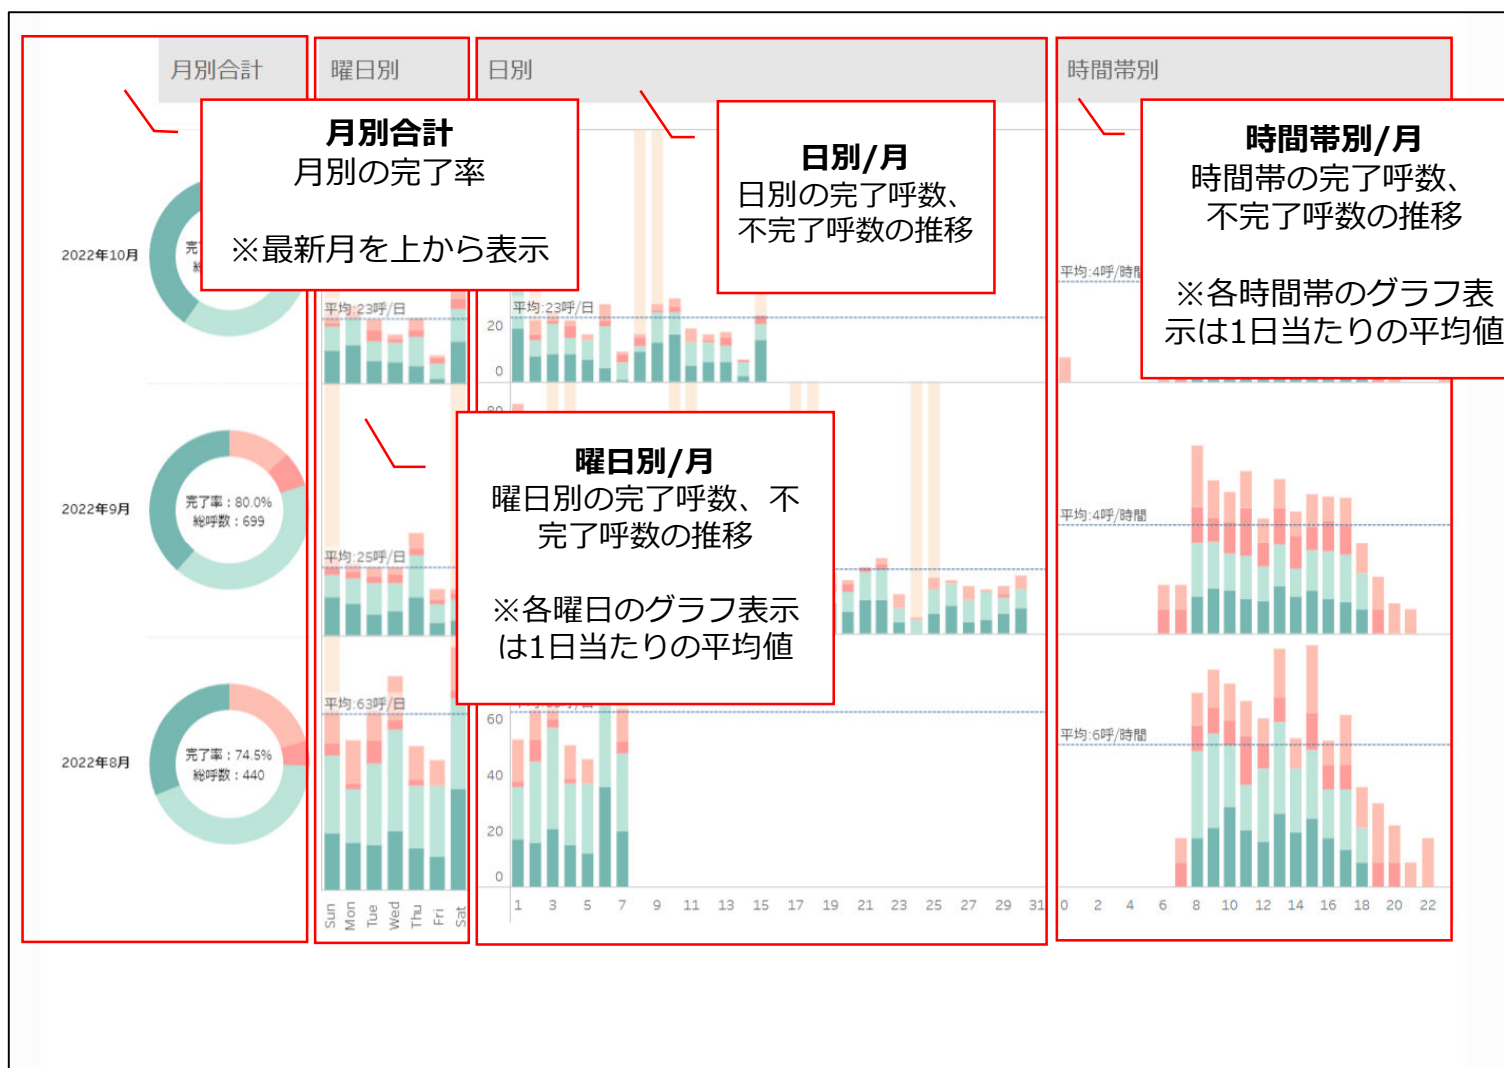 月別合計
曜日別
日別
時間帯別
月別合計
月別の完了率
※最新月を上から表示
日別/月
日別の完了呼数、
不完了呼数の推移
時間帯別/月
時間帯の完了呼数、
不完了呼数の推移
※各時間帯のグラフ表
示は1日当たりの平均値
2022年10月
平均:23呼/日
平均:23呼/日
20
0
平均:4呼/時間
曜日別/月
曜日別の完了呼数、不
完了呼数の推移
※各曜日のグラフ表示
は1日当たりの平均値
2022年9月
完了率:80.0%
総呼数:699
平均:25呼/日
平均:4呼/時間
2022年8月
完了率:74.5%
総呼数:440
平均:63呼/日
60
40
20
0
平均:6呼/時間
Sun Mon Tue Wed Thu Fri Sat
1 3 5 7 9 11 13 15 17 19 21 23 25 27 29 31
0 2 4 6 8 10 12 14 16 18 20 22